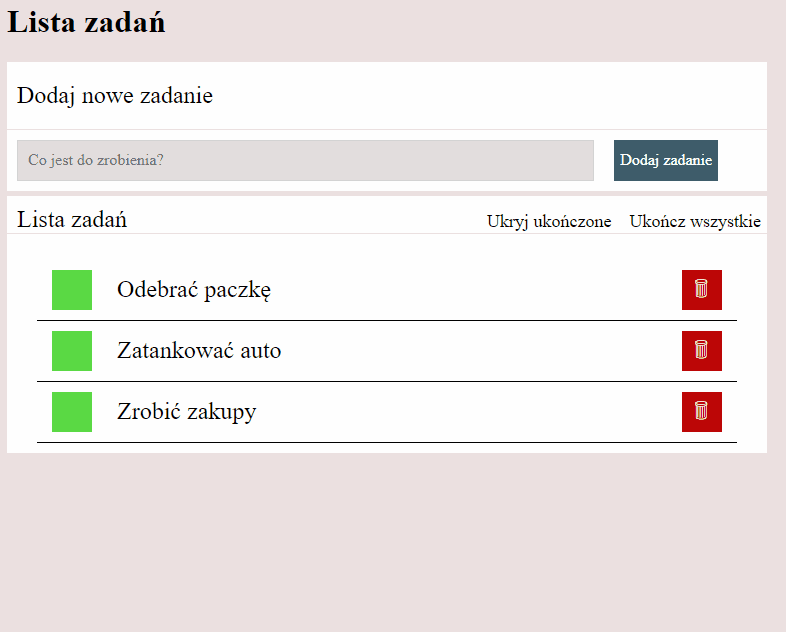 Lista zadań
Dodaj nowe zadanie
Co jest do zrobienia? Dodaj zadanie
Lista zadań Ukryj ukończone Ukończ wszystkie
Odebrać paczkę
Zatankować auto
Zrobić zakupy